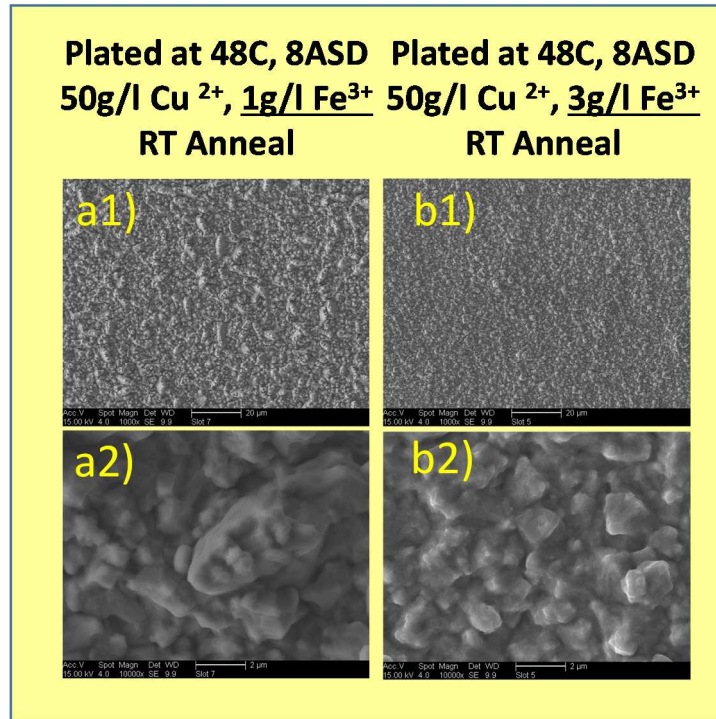 Plated at 48C, 8ASD
50g/l Cu ²⁺, 1g/l Fe³⁺
RT Anneal
Plated at 48C, 8ASD
50g/l Cu ²⁺, 3g/l Fe³⁺
RT Anneal
a1)
Acc.V Spot Magn Det WD 20 µm
15.00 kV 4.0 1000x SE 9.9 Slot 7
b1)
Acc.V Spot Magn Det WD 20 µm
15.00 kV 4.0 1000x SE 9.9 Slot 5
a2)
Acc.V Spot Magn Det WD 2 µm
15.00 kV 4.0 10000x SE 9.9 Slot 7
b2)
Acc.V Spot Magn Det WD 2 µm
15.00 kV 4.0 10000x SE 9.9 Slot 5